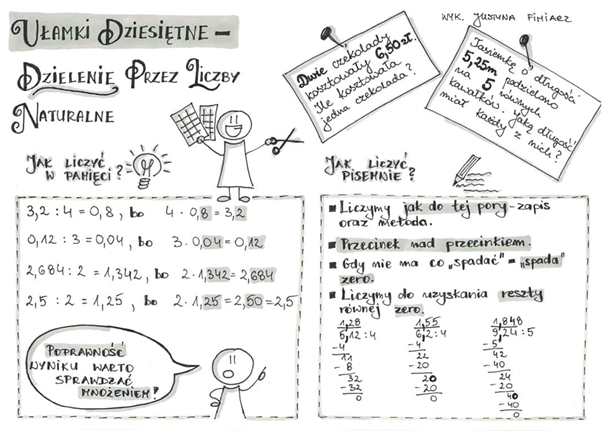 UŁAMKI DZIESIĘTNE –
DZIELENIE PRZEZ LICZBY
NATURALNE
WYK. JUSTYNA FIMIARZ
Dwie czekolady
kosztowały 6,50zł.
Ile kosztowała
jedna czekolada?
Tasiemkę o długości
5,25m podzielono
na 5 równych
kawałków. Jaką długość
miał każdy z nich?
JAK LICZYĆ
W PAMIĘCI?
3,2 : 4 = 0,8, bo 4 · 0,8 = 3,2
0,12 : 3 = 0,04, bo 3 · 0,04 = 0,12
2,684 : 2 = 1,342, bo 2 · 1,342 = 2,684
2,5 : 2 = 1,25, bo 2 · 1,25 = 2,50 = 2,5
POPRAWNOŚĆ
WYNIKU WARTO
SPRAWDZAĆ
MNOŻENIEM!
JAK LICZYĆ
PISEMNIE?
Liczymy jak do tej pory - zapis
oraz metoda.
Przecinek nad przecinkiem.
Gdy nie ma co „spadać” = „spada”
zero.
Liczymy do uzyskania reszty
równej zero.
1,28
5,12 : 4
-4
11
-8
32
-32
0
1,55
6,2 : 4
-4
22
-20
20
-20
0
1,848
9,24 : 5
-5
42
-40
24
-20
40
-40
0